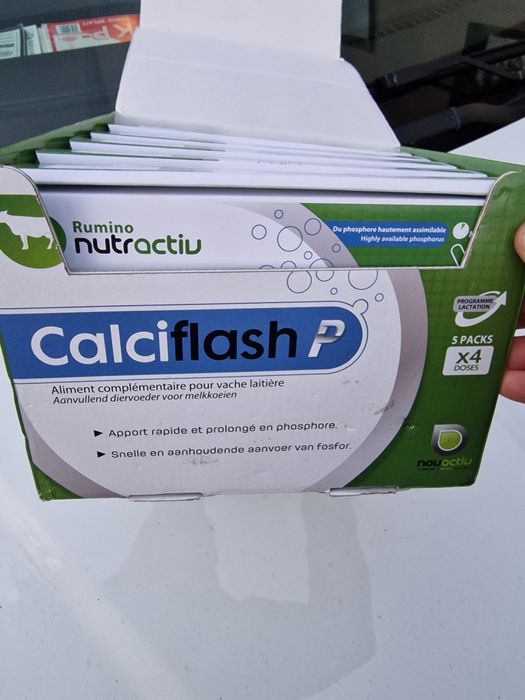 Rumino
nutractiv
Du phosphore hautement assimilable
Highly available phosphorus
PROGRAMME
LACTATION
5 PACKS
x4
DOSES
Calciflash P
Aliment complémentaire pour vache laitière
Aanvullend diervoeder voor melkkoeien
► Apport rapide et prolongé en phosphore.
► Snelle en aanhoudende aanvoer van fosfor.
novactiv